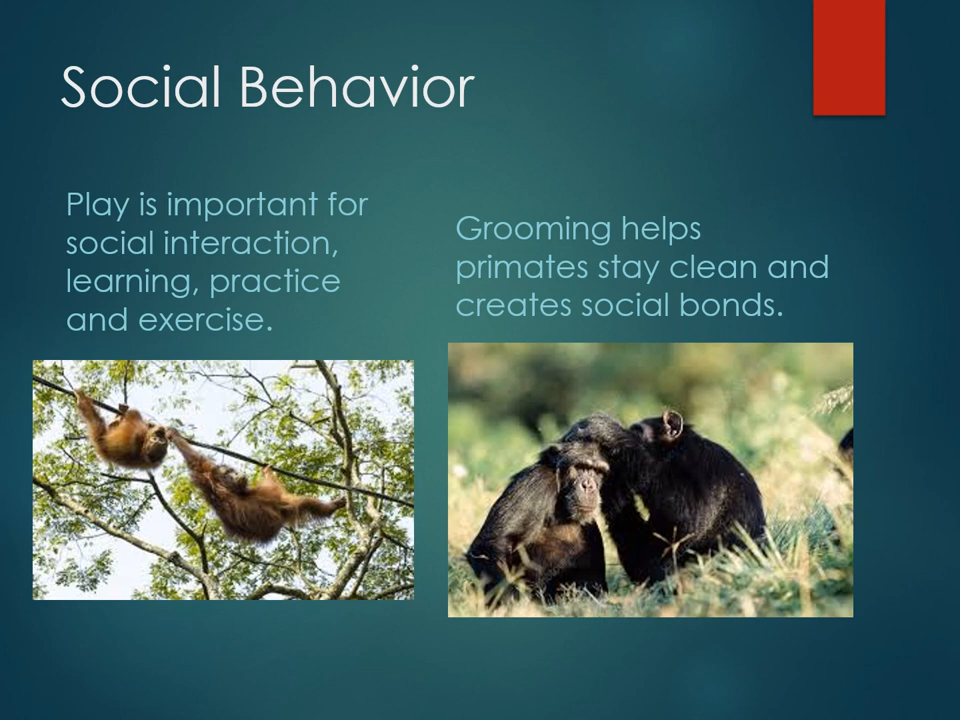 Social Behavior
Play is important for
social interaction,
learning, practice
and exercise.
Grooming helps
primates stay clean and
creates social bonds.